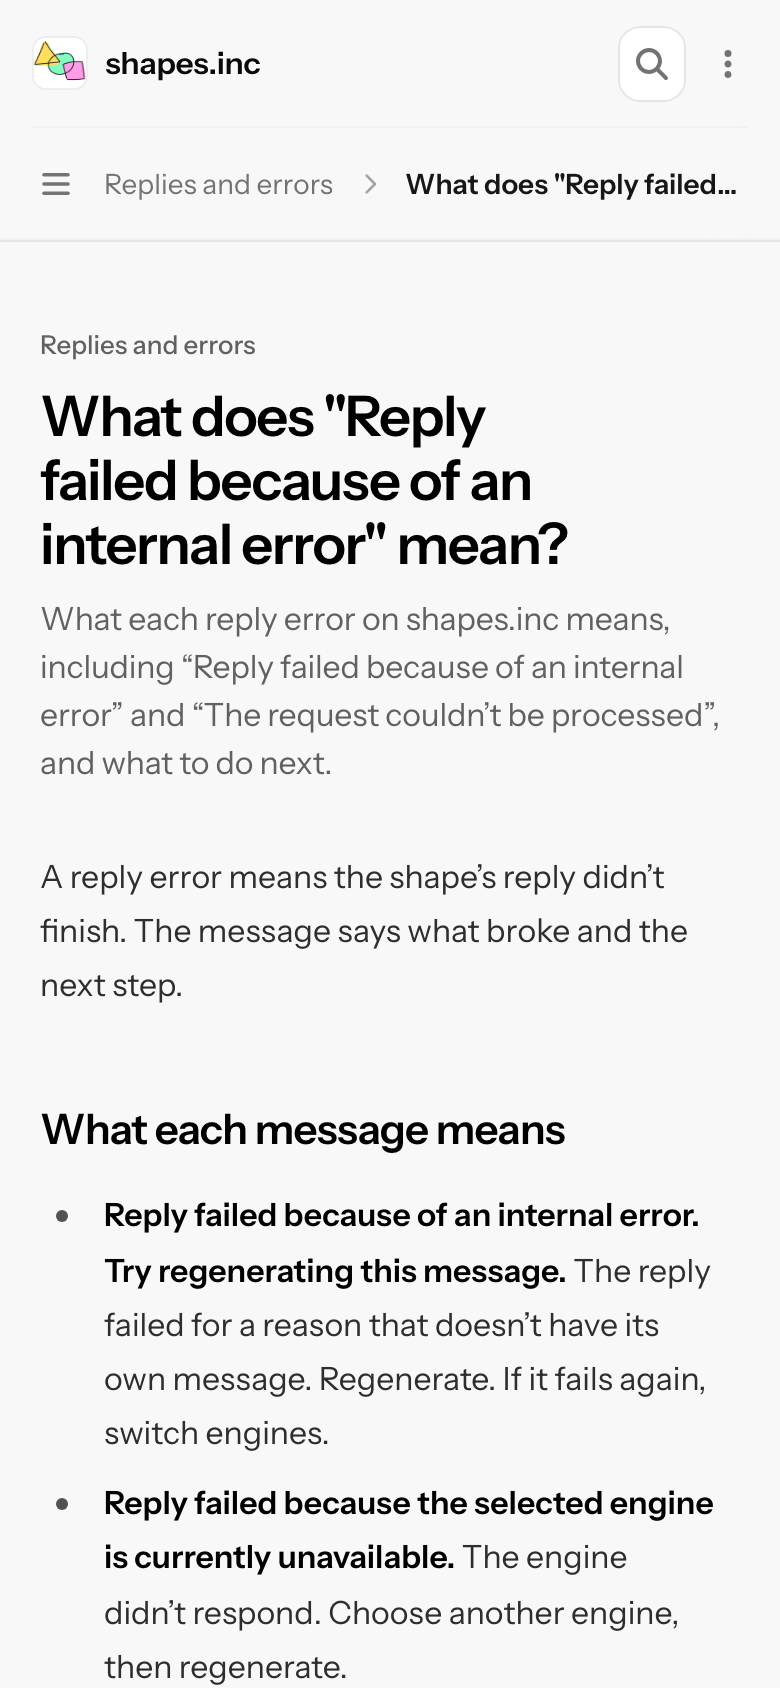 shapes.inc
Replies and errors
What does "Reply failed...
Replies and errors
What does "Reply
failed because of an
internal error" mean?
What each reply error on shapes.inc means,
including “Reply failed because of an internal
error” and “The request couldn’t be processed”,
and what to do next.
A reply error means the shape’s reply didn’t
finish. The message says what broke and the
next step.
What each message means
Reply failed because of an internal error.
Try regenerating this message. The reply
failed for a reason that doesn’t have its
own message. Regenerate. If it fails again,
switch engines.
Reply failed because the selected engine
is currently unavailable. The engine
didn’t respond. Choose another engine,
then regenerate.